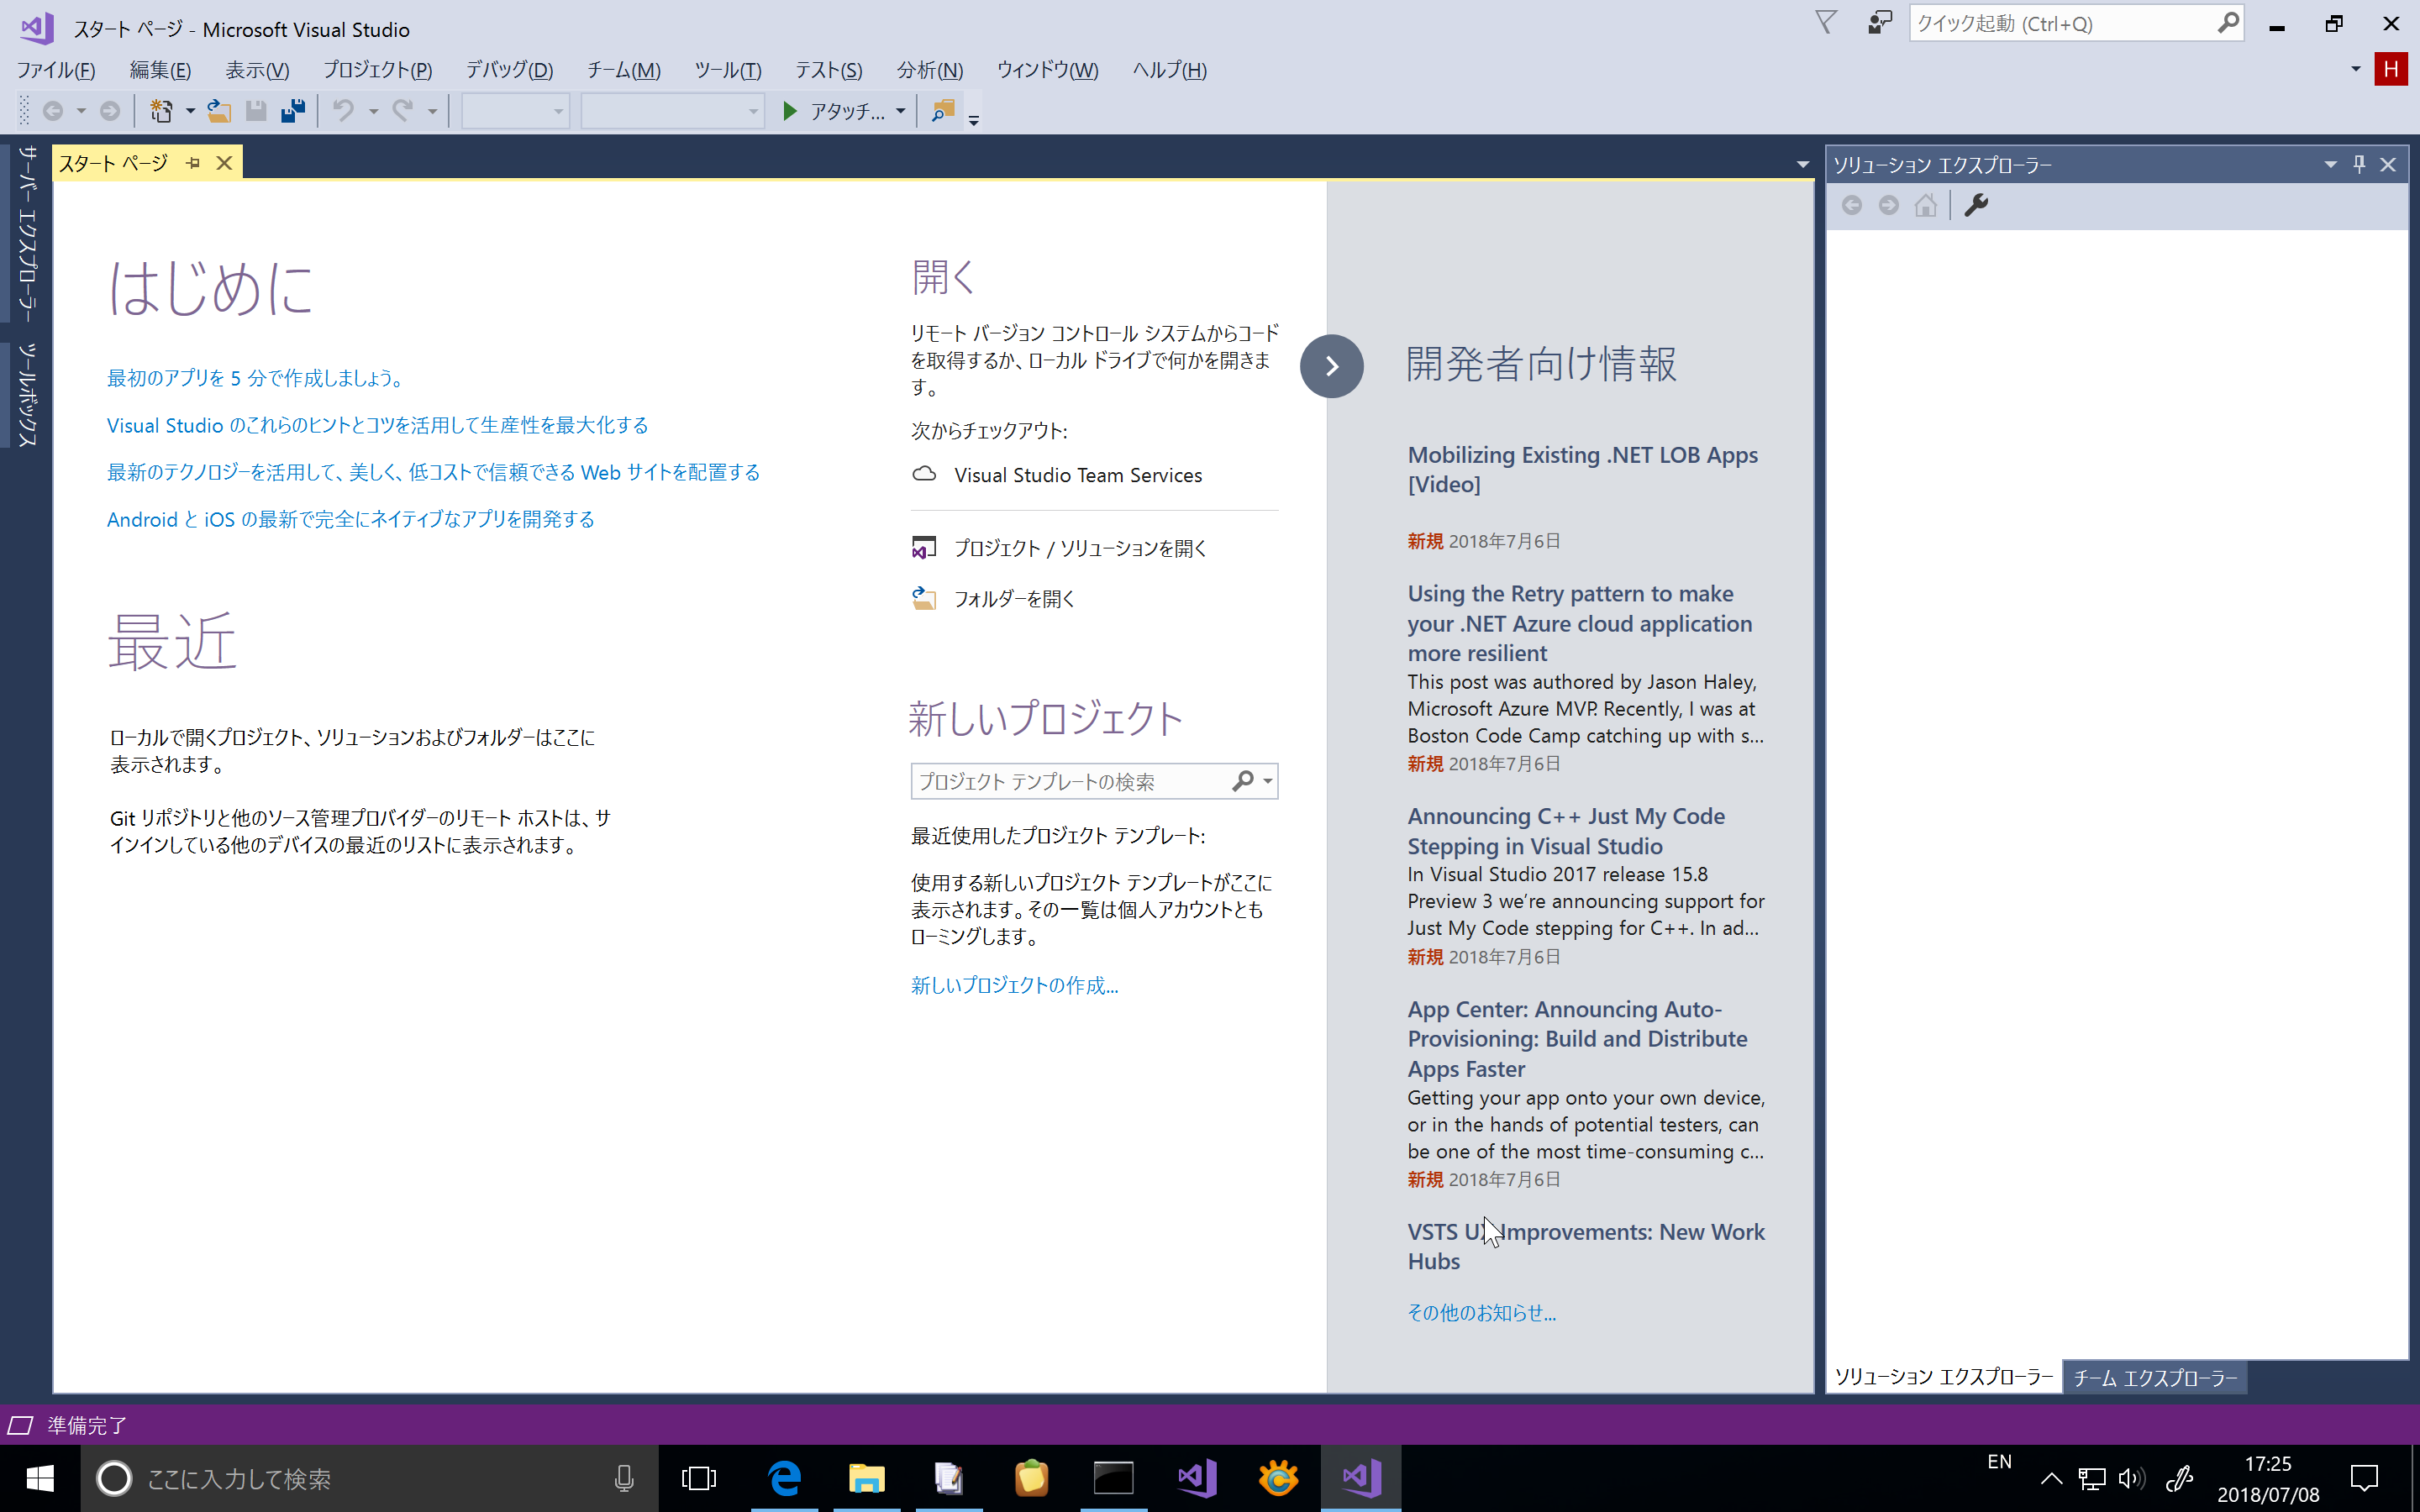 スタート ページ - Microsoft Visual Studio
クイック起動 (Ctrl+Q)
ファイル(F) 編集(E) 表示(V) プロジェクト(P) デバッグ(D) チーム(M) ツール(T) テスト(S) 分析(N) ウィンドウ(W) ヘルプ(H)
H
アタッチ...
サーバー エクスプローラー
ツールボックス
スタート ページ
はじめに
最初のアプリを 5 分で作成しましょう。
Visual Studio のこれらのヒントとコツを活用して生産性を最大化する
最新のテクノロジーを活用して、美しく、低コストで信頼できる Web サイトを配置する
Android と iOS の最新で完全にネイティブなアプリを開発する
最近
ローカルで開くプロジェクト、ソリューションおよびフォルダーはここに
表示されます。
Git リポジトリと他のソース管理プロバイダーのリモート ホストは、サ
インインしている他のデバイスの最近のリストに表示されます。
開く
リモート バージョン コントロール システムからコード
を取得するか、ローカル ドライブで何かを開きま
す。
次からチェックアウト:
Visual Studio Team Services
プロジェクト / ソリューションを開く
フォルダーを開く
新しいプロジェクト
プロジェクト テンプレートの検索
最近使用したプロジェクト テンプレート:
使用する新しいプロジェクト テンプレートがここに
表示されます。その一覧は個人アカウントとも
ローミングします。
新しいプロジェクトの作成...
開発者向け情報
Mobilizing Existing .NET LOB Apps
[Video]
新規 2018年7月6日
Using the Retry pattern to make
your .NET Azure cloud application
more resilient
This post was authored by Jason Haley,
Microsoft Azure MVP. Recently, I was at
Boston Code Camp catching up with s...
新規 2018年7月6日
Announcing C++ Just My Code
Stepping in Visual Studio
In Visual Studio 2017 release 15.8
Preview 3 we're announcing support for
Just My Code stepping for C++. In ad...
新規 2018年7月6日
App Center: Announcing Auto-
Provisioning: Build and Distribute
Apps Faster
Getting your app onto your own device,
or in the hands of potential testers, can
be one of the most time-consuming c...
新規 2018年7月6日
VSTS UX Improvements: New Work
Hubs
その他のお知らせ...
ソリューション エクスプローラー
ソリューション エクスプローラー チーム エクスプローラー
準備完了
ここに入力して検索
EN
17:25
2018/07/08